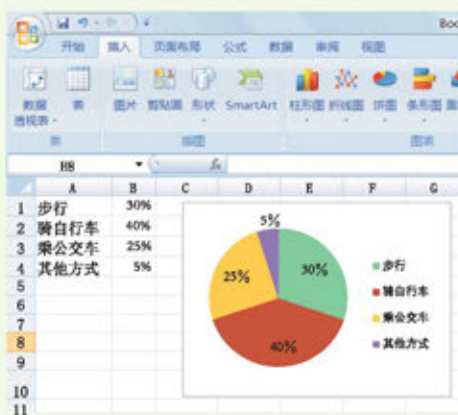 Boo
开始 插入 页面布局 公式 数据 审阅 视图
数据透视表 表 图片 剪贴画 形状 SmartArt 柱形图 折线图 饼图 条形图
表 插图 图表
H8 fx
A B C D E F G
1 步行 30%
2 骑自行车 40%
3 乘公交车 25%
4 其他方式 5%
5
6
7
8
9
10
11
5%
25% 30%
40%
步行
骑自行车
乘公交车
其他方式